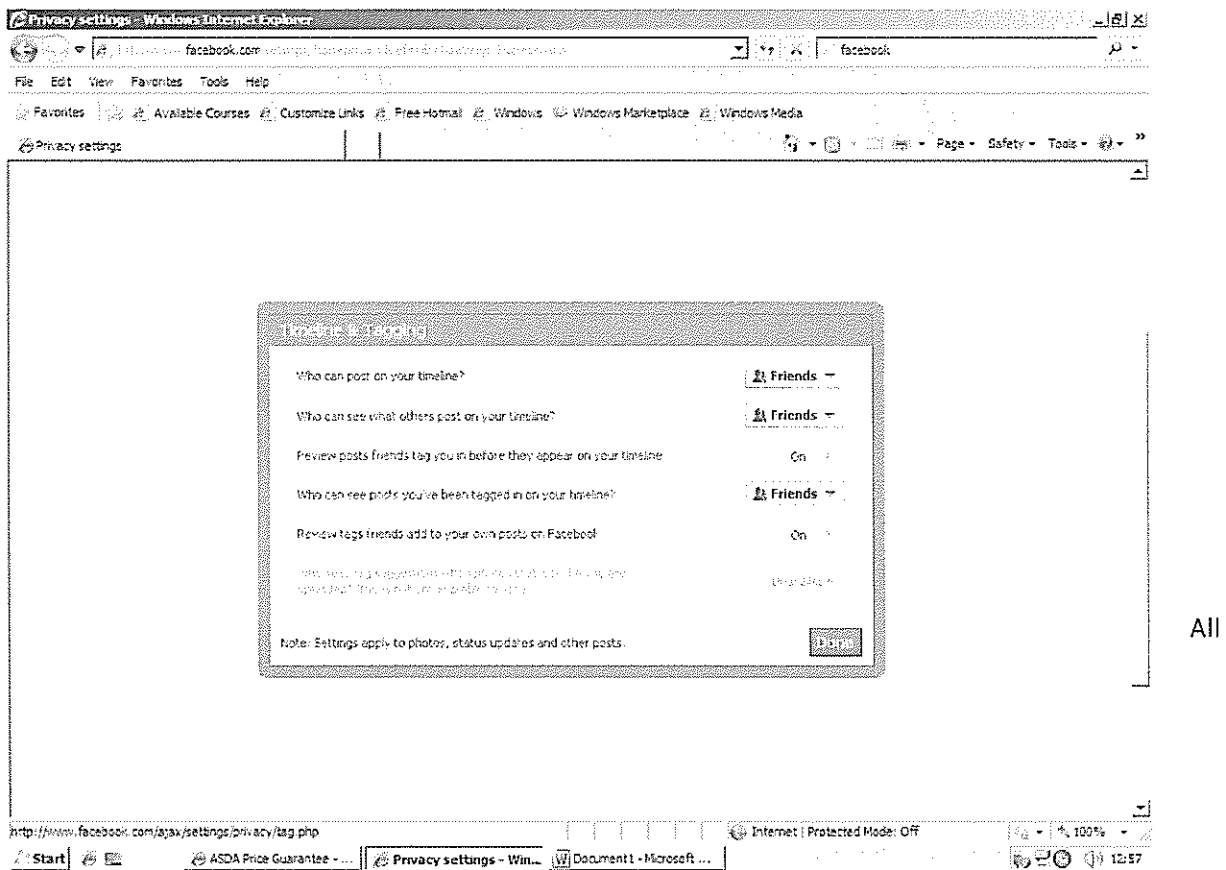 Privacy settings - Windows Internet Explorer
facebook.com facebook
File Edit View Favorites Tools Help
Favorites Available Courses Customize Links Free Hotmail Windows Windows Marketplace Windows Media
Privacy settings Page Safety Tools »
Timeline & Tagging
Who can post on your timeline? Friends
Who can see what others post on your timeline? Friends
Review posts friends tag you in before they appear on your timeline On
Who can see posts you've been tagged in on your timeline? Friends
Review tags friends add to your own posts on Facebook On
Note: Settings apply to photos, status updates and other posts. Done
All
http://www.facebook.com/ajax/settings/privacy/tag.php Internet | Protected Mode: Off 100%
Start ASDA Price Guarantee - ... Privacy settings - Win... Document1 - Microsoft ... 12:57